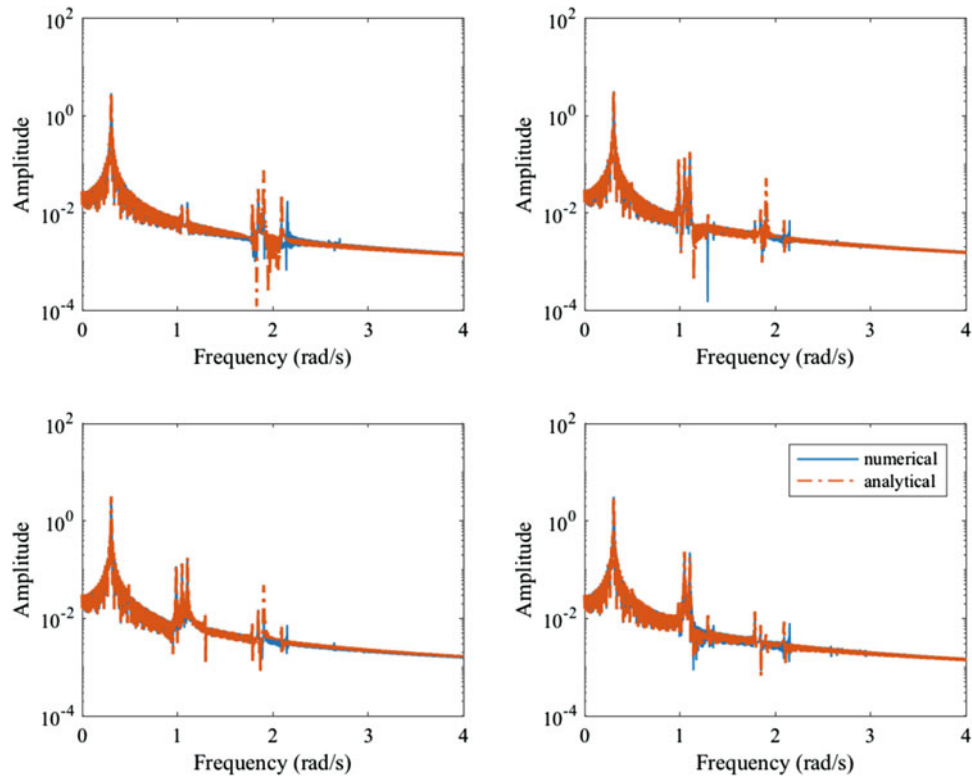 10^2
10^0
10^-2
10^-4
Amplitude
0 1 2 3 4
Frequency (rad/s)
10^2
10^0
10^-2
10^-4
Amplitude
0 1 2 3 4
Frequency (rad/s)
10^2
10^0
10^-2
10^-4
Amplitude
0 1 2 3 4
Frequency (rad/s)
10^2
10^0
10^-2
10^-4
Amplitude
numerical
analytical
0 1 2 3 4
Frequency (rad/s)